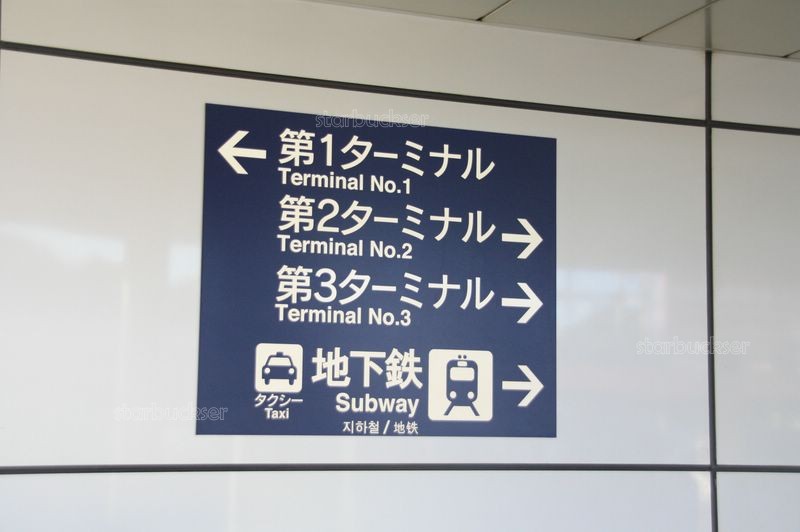 starbuckser
第1ターミナル
Terminal No.1
第2ターミナル
Terminal No.2
第3ターミナル
Terminal No.3
starbuckser
地下鉄
Subway
タクシー
Taxi
지하철 / 地铁
starbuckser